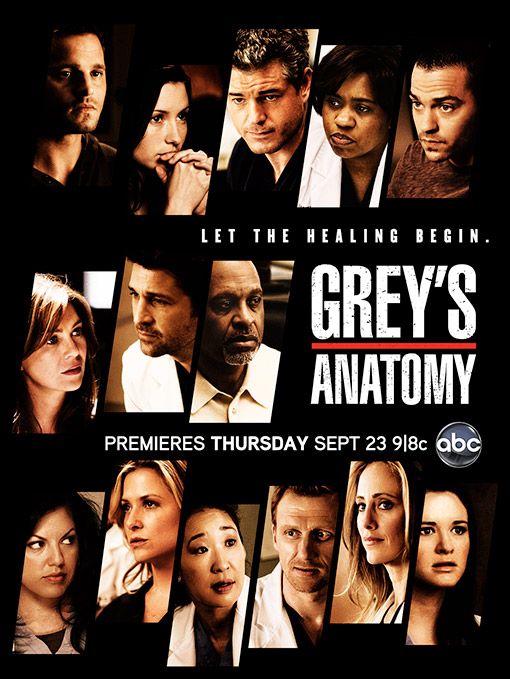 LET THE HEALING BEGIN.
GREY'S
ANATOMY
PREMIERES THURSDAY SEPT 23 9|8c abc